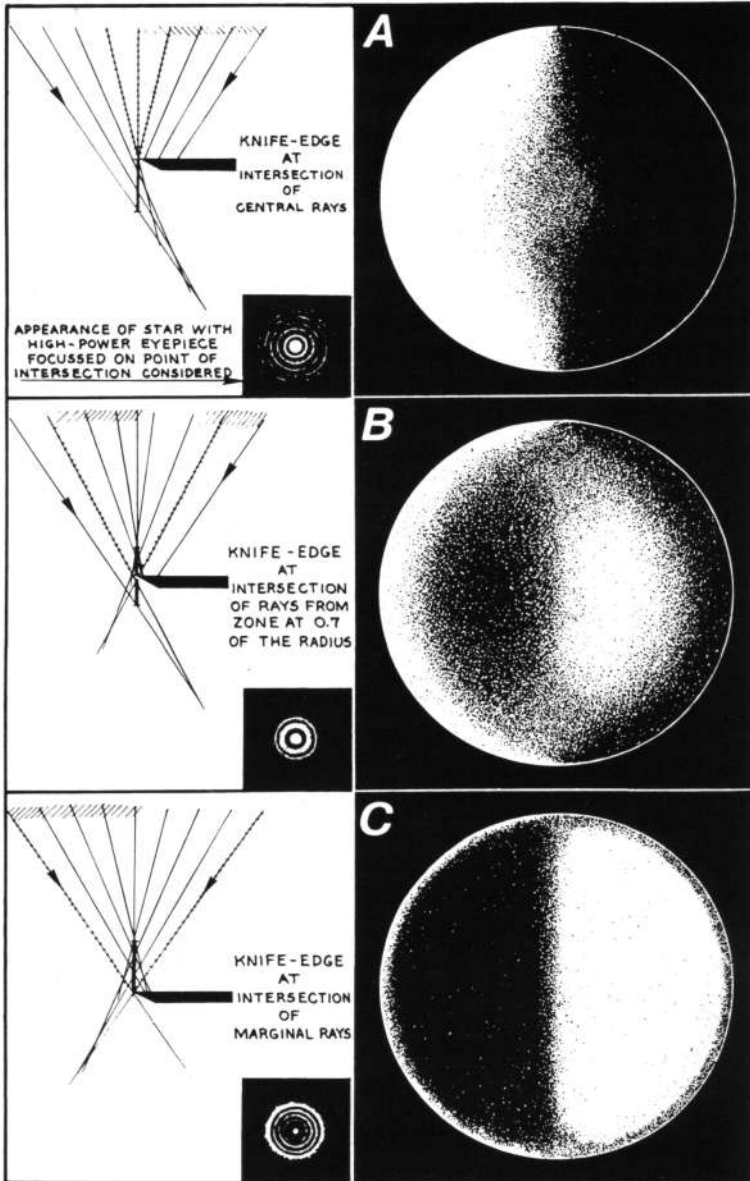 A
KNIFE-EDGE
AT
INTERSECTION
OF
CENTRAL RAYS
APPEARANCE OF STAR WITH
HIGH-POWER EYEPIECE
FOCUSSED ON POINT OF
INTERSECTION CONSIDERED
B
KNIFE-EDGE
AT
INTERSECTION
OF RAYS FROM
ZONE AT 0.7
OF THE RADIUS
C
KNIFE-EDGE
AT
INTERSECTION
OF
MARGINAL RAYS